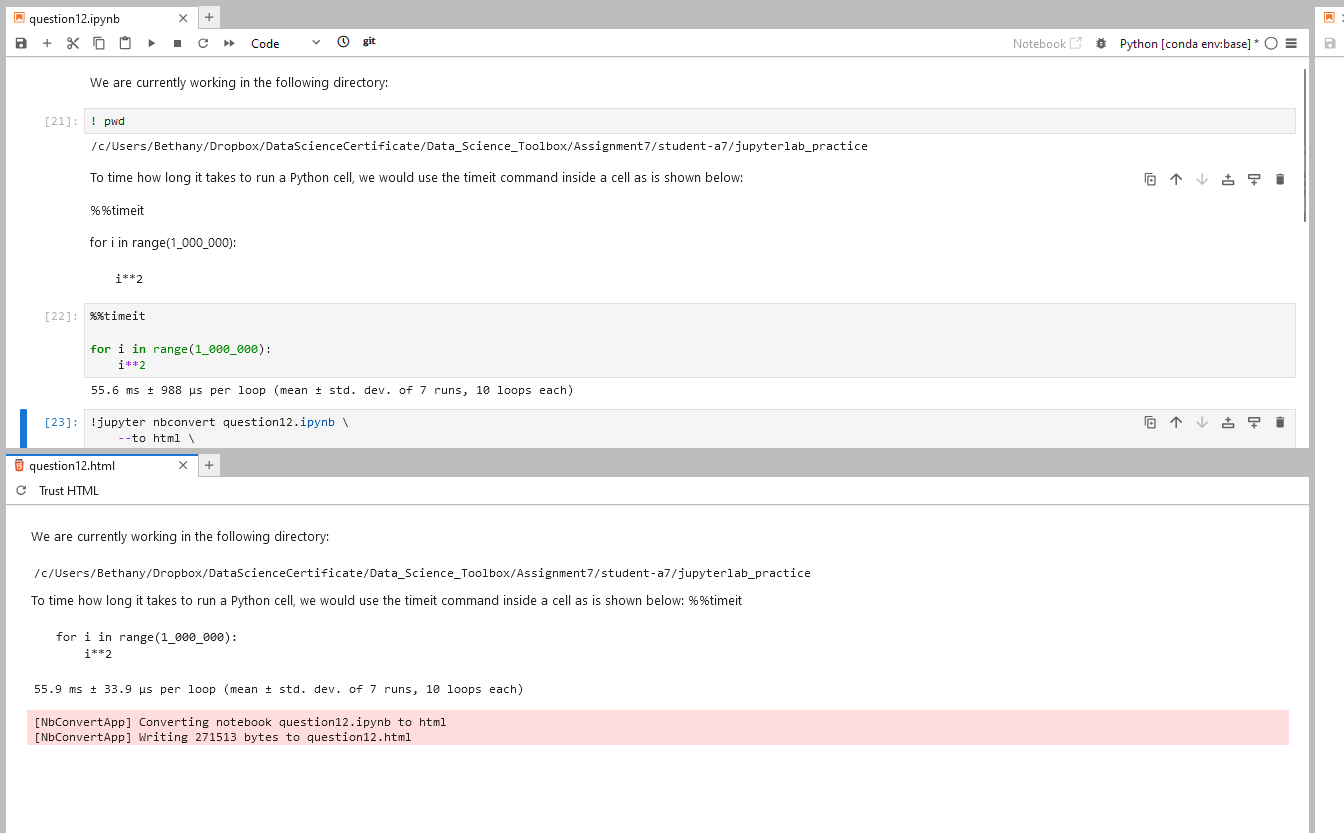 question12.ipynb
Code
git
Notebook
Python [conda env:base] *
We are currently working in the following directory:
[21]:
! pwd
/c/Users/Bethany/Dropbox/DataScienceCertificate/Data_Science_Toolbox/Assignment7/student-a7/jupyterlab_practice
To time how long it takes to run a Python cell, we would use the timeit command inside a cell as is shown below:
%%timeit
for i in range(1_000_000):
i**2
[22]:
%%timeit
for i in range(1_000_000):
i**2
55.6 ms ± 988 µs per loop (mean ± std. dev. of 7 runs, 10 loops each)
[23]:
!jupyter nbconvert question12.ipynb \
--to html \
question12.html
Trust HTML
We are currently working in the following directory:
/c/Users/Bethany/Dropbox/DataScienceCertificate/Data_Science_Toolbox/Assignment7/student-a7/jupyterlab_practice
To time how long it takes to run a Python cell, we would use the timeit command inside a cell as is shown below: %%timeit
for i in range(1_000_000):
i**2
55.9 ms ± 33.9 µs per loop (mean ± std. dev. of 7 runs, 10 loops each)
[NbConvertApp] Converting notebook question12.ipynb to html
[NbConvertApp] Writing 271513 bytes to question12.html